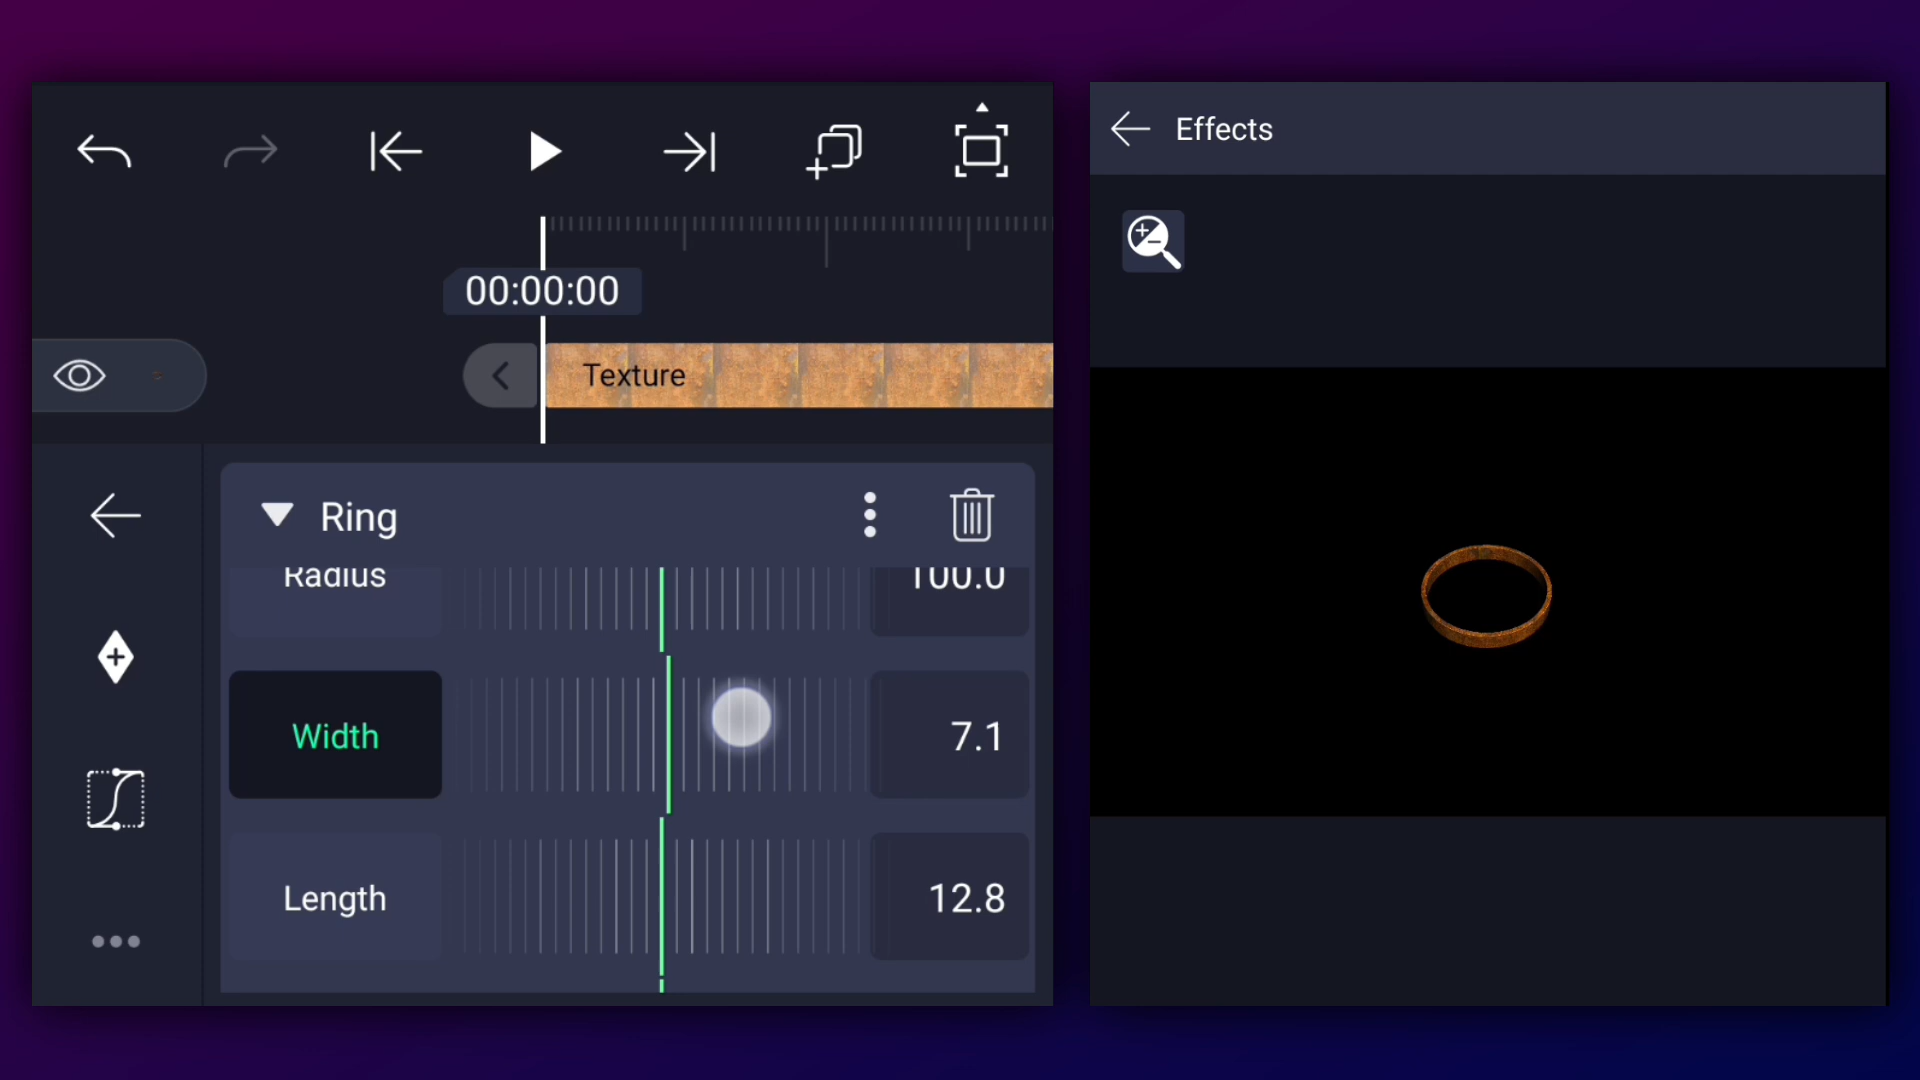 Effects
00:00:00
Texture
Ring
Radius 100.0
Width 7.1
Length 12.8